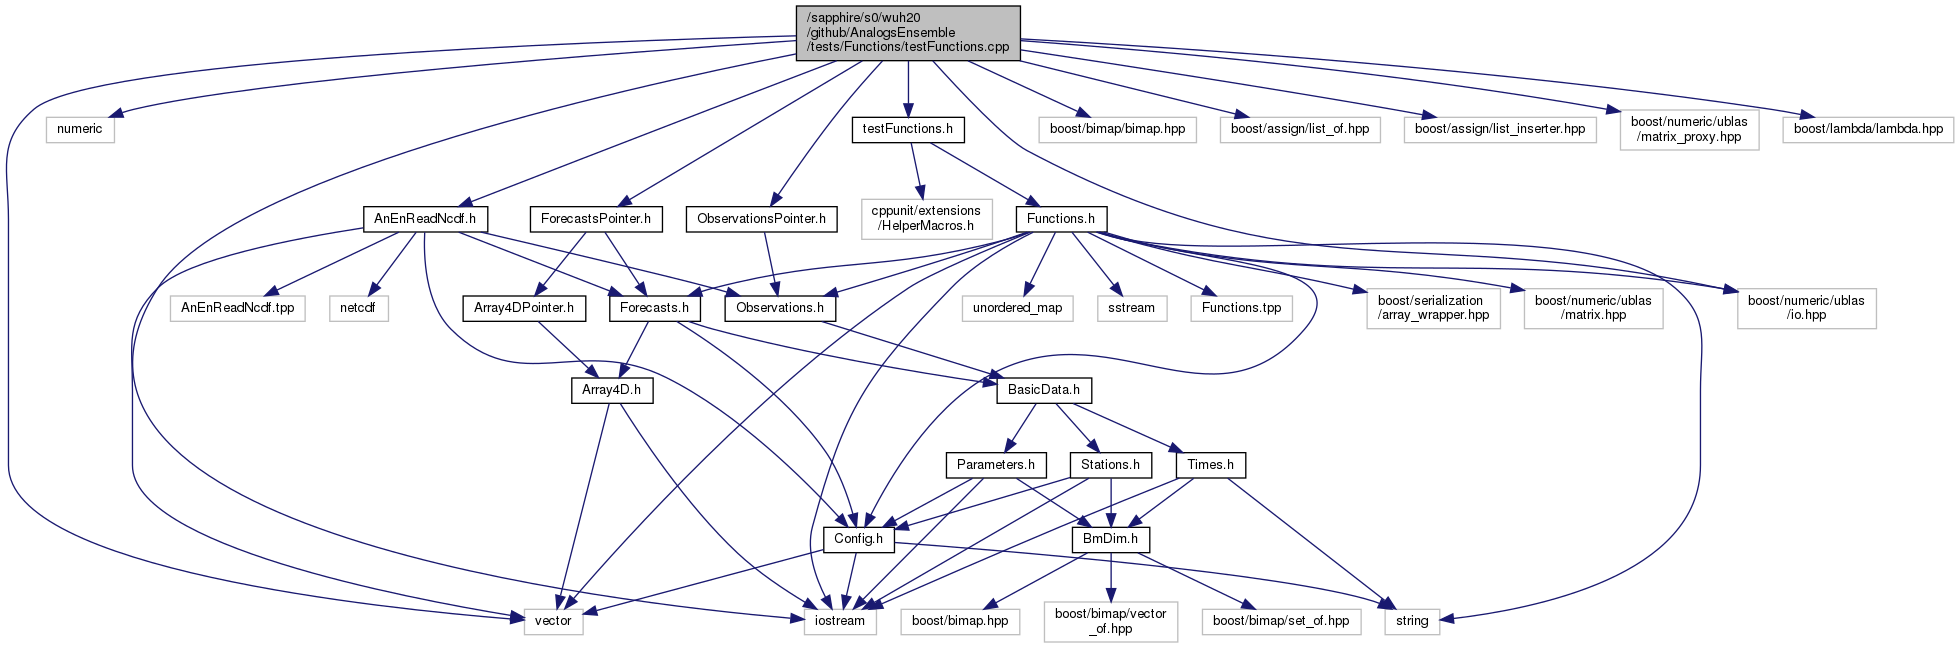 /sapphire/s0/wuh20
/github/AnalogsEnsemble
/tests/Functions/testFunctions.cpp
numeric
testFunctions.h
boost/bimap/bimap.hpp
boost/assign/list_of.hpp
boost/assign/list_inserter.hpp
boost/numeric/ublas
/matrix_proxy.hpp
boost/lambda/lambda.hpp
AnEnReadNcdf.h
ForecastsPointer.h
ObservationsPointer.h
cppunit/extensions
/HelperMacros.h
Functions.h
AnEnReadNcdf.tpp
netcdf
Array4DPointer.h
Forecasts.h
Observations.h
unordered_map
sstream
Functions.tpp
boost/serialization
/array_wrapper.hpp
boost/numeric/ublas
/matrix.hpp
boost/numeric/ublas
/io.hpp
Array4D.h
BasicData.h
Parameters.h
Stations.h
Times.h
Config.h
BmDim.h
vector
iostream
boost/bimap.hpp
boost/bimap/vector
_of.hpp
boost/bimap/set_of.hpp
string